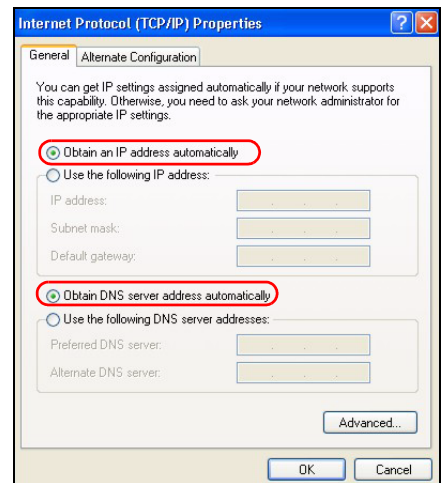 Internet Protocol (TCP/IP) Properties
General
Alternate Configuration
You can get IP settings assigned automatically if your network supports
this capability. Otherwise, you need to ask your network administrator for
the appropriate IP settings.
Obtain an IP address automatically
Use the following IP address:
IP address:
Subnet mask:
Default gateway:
Obtain DNS server address automatically
Use the following DNS server addresses:
Preferred DNS server:
Alternate DNS server:
Advanced...
OK
Cancel